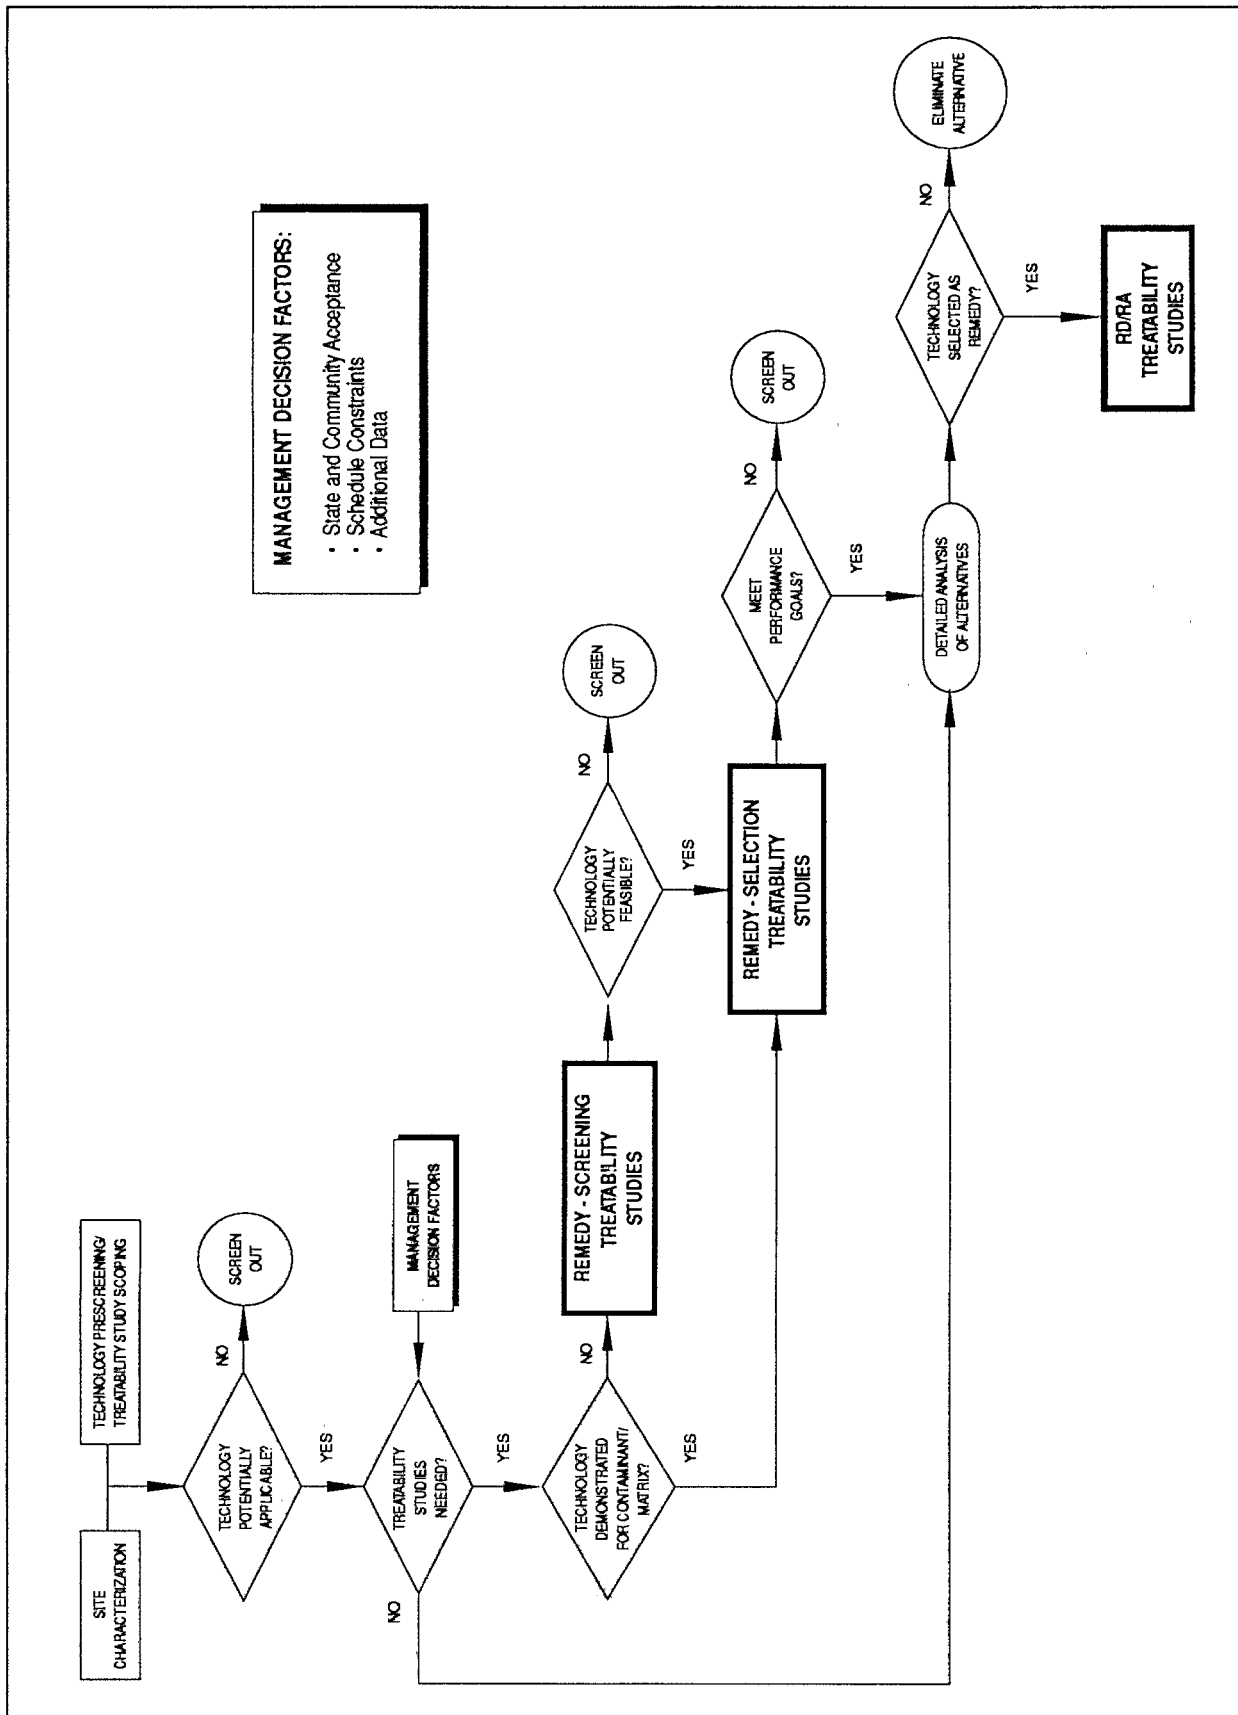 SITE
CHARACTERIZATION
TECHNOLOGY PRESCREENING/
TREATABILITY STUDY SCOPING
TECHNOLOGY
POTENTIALLY
APPLICABLE?
NO
SCREEN
OUT
YES
MANAGEMENT
DECISION FACTORS
TREATABILITY
STUDIES
NEEDED?
NO
YES
TECHNOLOGY
DEMONSTRATED
FOR CONTAMINANT/
MATRIX?
NO
YES
REMEDY - SCREENING
TREATABILITY
STUDIES
TECHNOLOGY
POTENTIALLY
FEASIBLE?
NO
SCREEN
OUT
YES
REMEDY - SELECTION
TREATABILITY
STUDIES
MEET
PERFORMANCE
GOALS?
NO
SCREEN
OUT
YES
DETAILED ANALYSIS
OF ALTERNATIVES
TECHNOLOGY
SELECTED AS
REMEDY?
NO
ELIMINATE
ALTERNATIVE
YES
RD/RA
TREATABILITY
STUDIES
MANAGEMENT DECISION FACTORS:
· State and Community Acceptance
· Schedule Constraints
· Additional Data